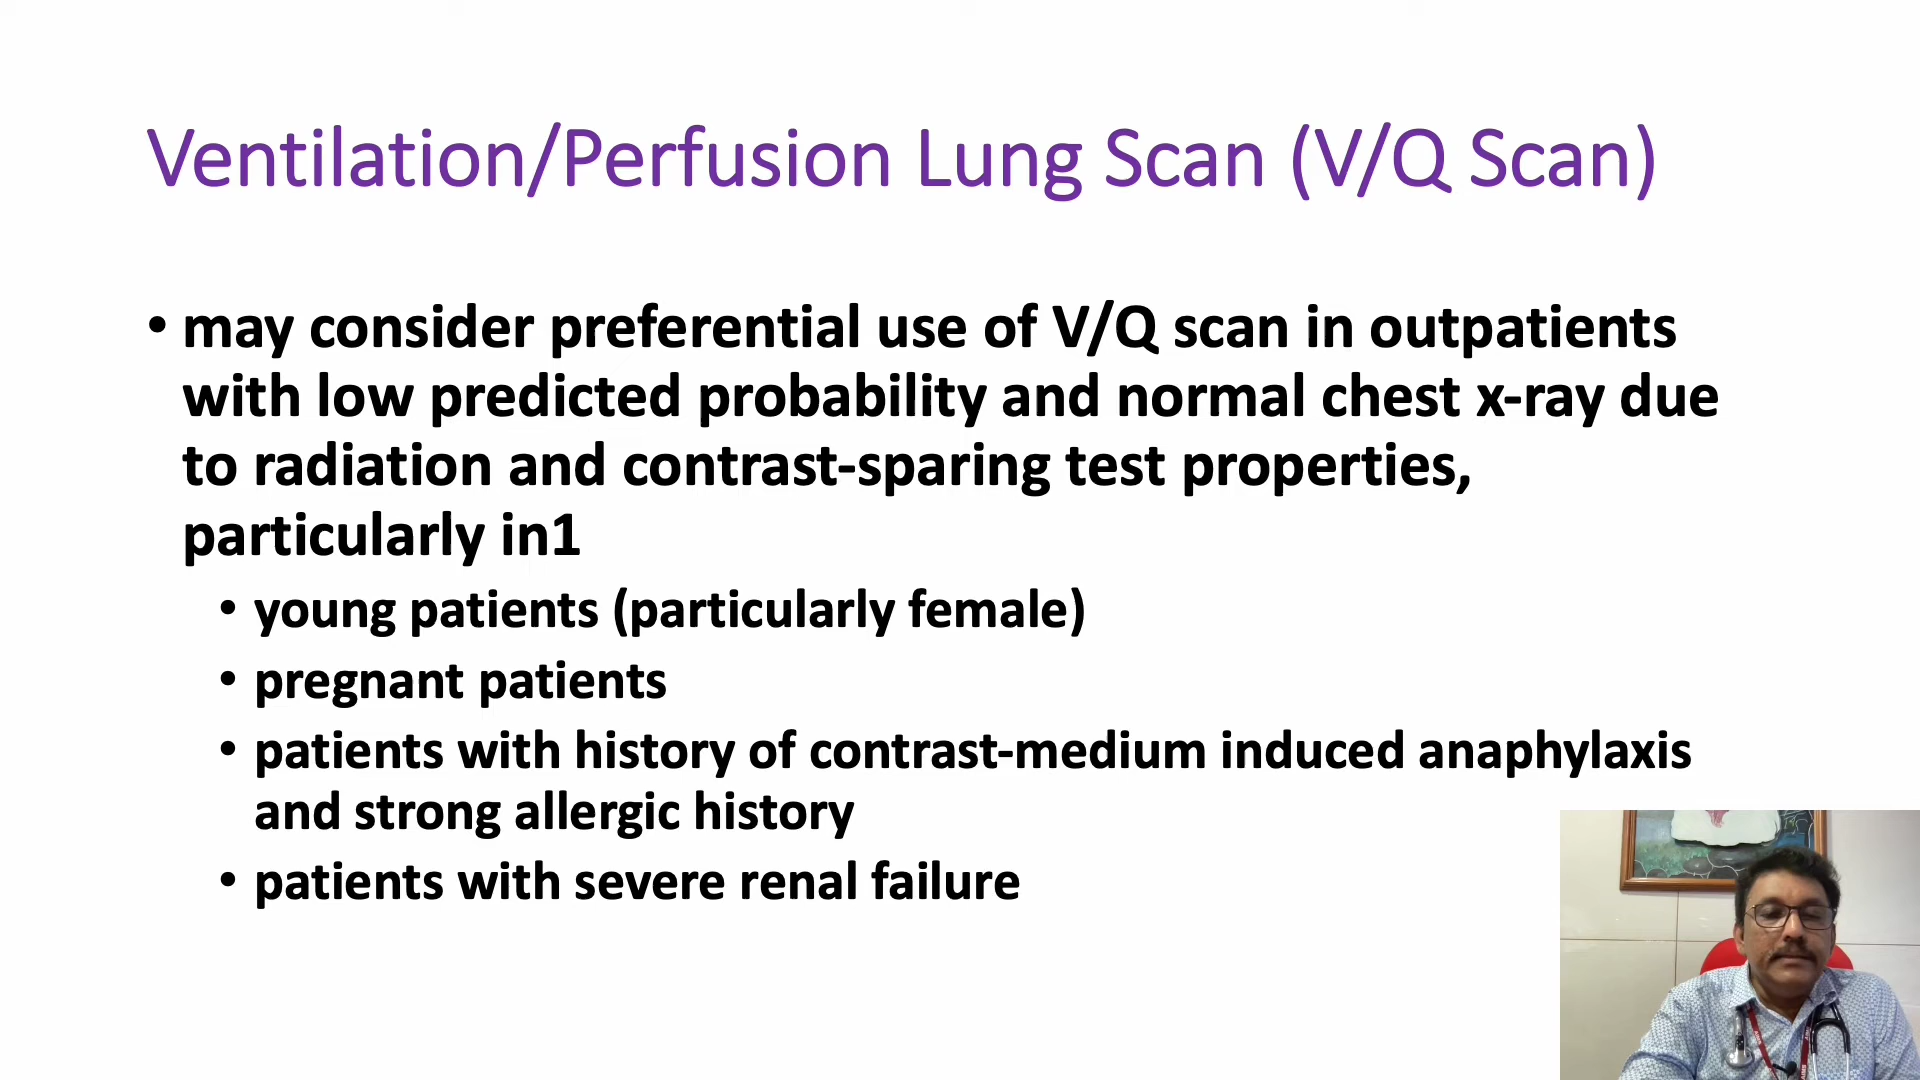 Ventilation/Perfusion Lung Scan (V/Q Scan)
• may consider preferential use of V/Q scan in outpatients
with low predicted probability and normal chest x-ray due
to radiation and contrast-sparing test properties,
particularly in1
• young patients (particularly female)
• pregnant patients
• patients with history of contrast-medium induced anaphylaxis
and strong allergic history
• patients with severe renal failure